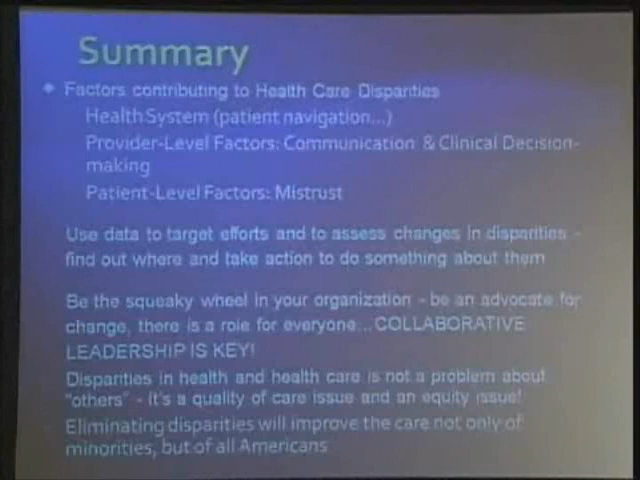 Summary
Factors contributing to Health Care Disparities
Health System (patient navigation...)
Provider-Level Factors: Communication & Clinical Decision-
making
Patient-Level Factors: Mistrust
Use data to target efforts and to assess changes in disparities -
find out where and take action to do something about them
Be the squeaky wheel in your organization - be an advocate for
change, there is a role for everyone...COLLABORATIVE
LEADERSHIP IS KEY!
Disparities in health and health care is not a problem about
"others" - it's a quality of care issue and an equity issue!
Eliminating disparities will improve the care not only of
minorities, but of all Americans